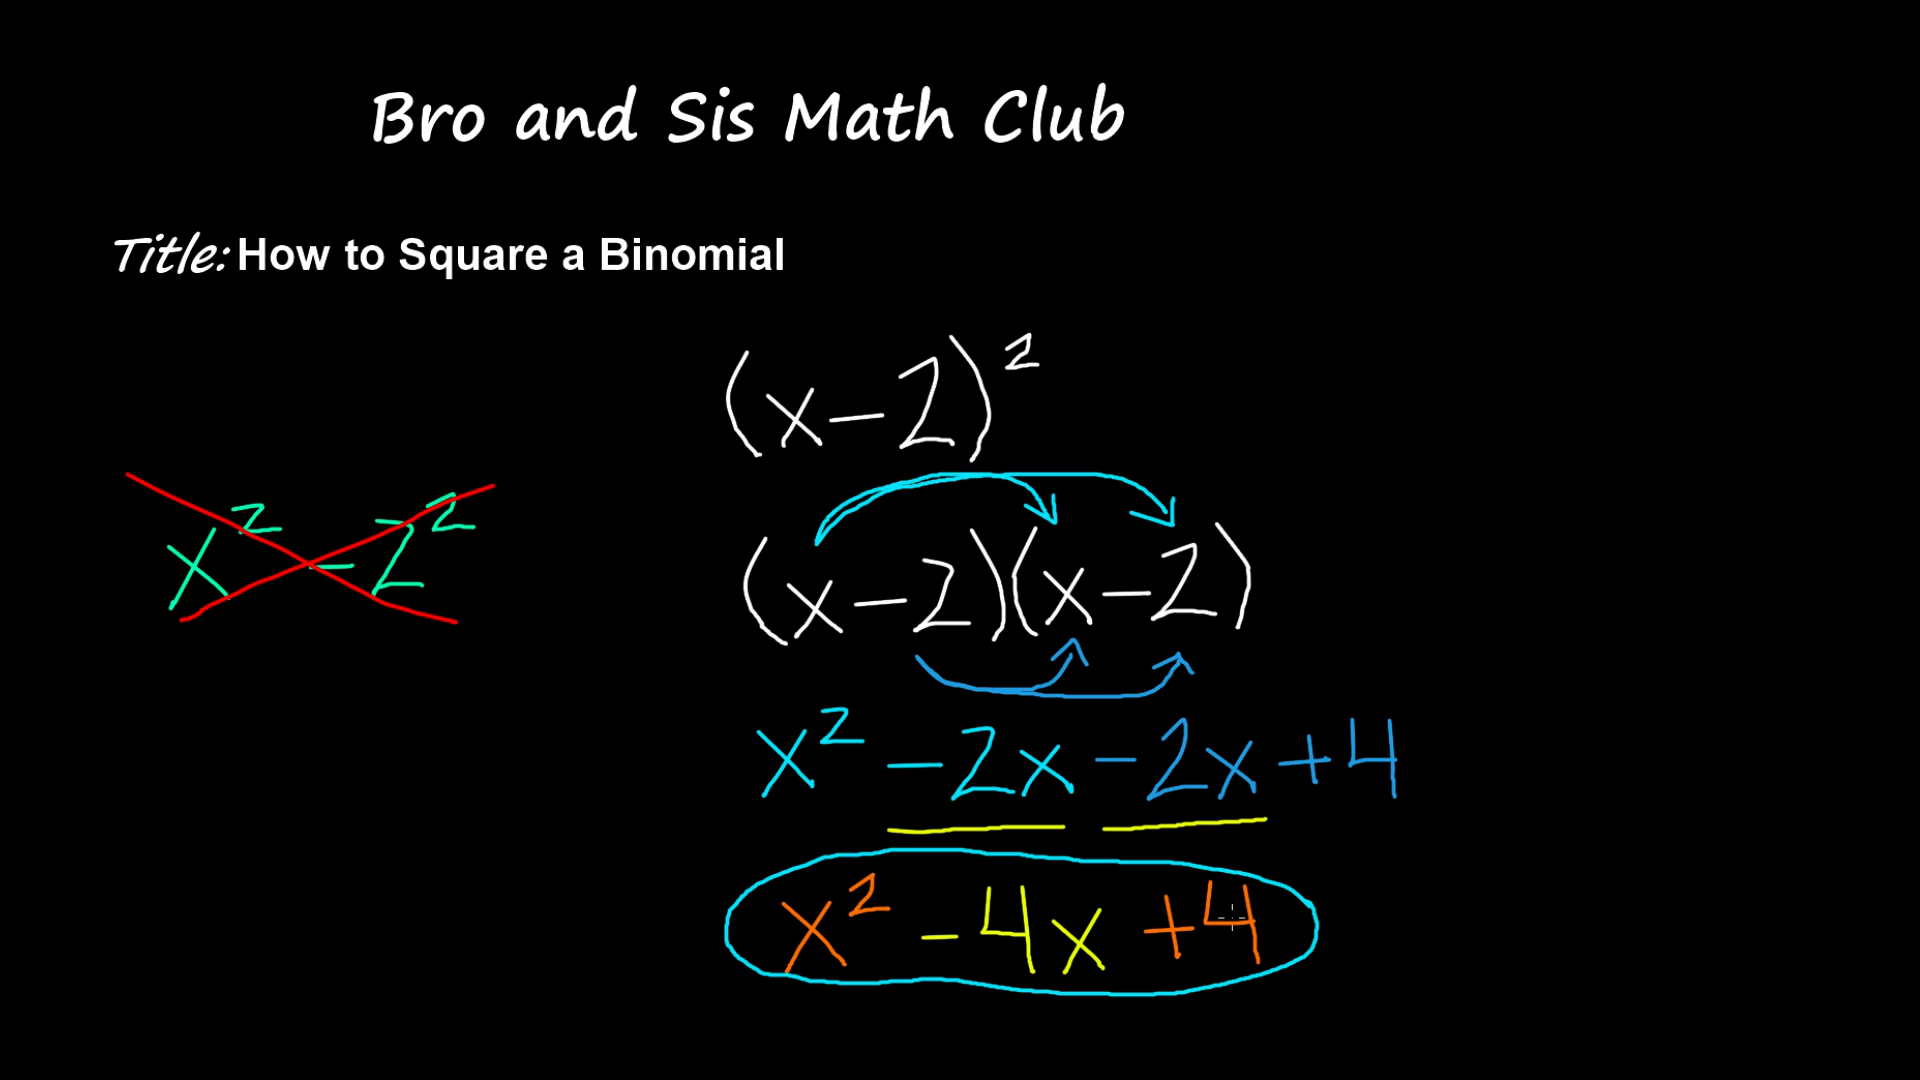 Bro and Sis Math Club
Title: How to Square a Binomial
(x-2)²
x² -2²
(x-2)(x-2)
x² -2x -2x +4
x² -4x +4